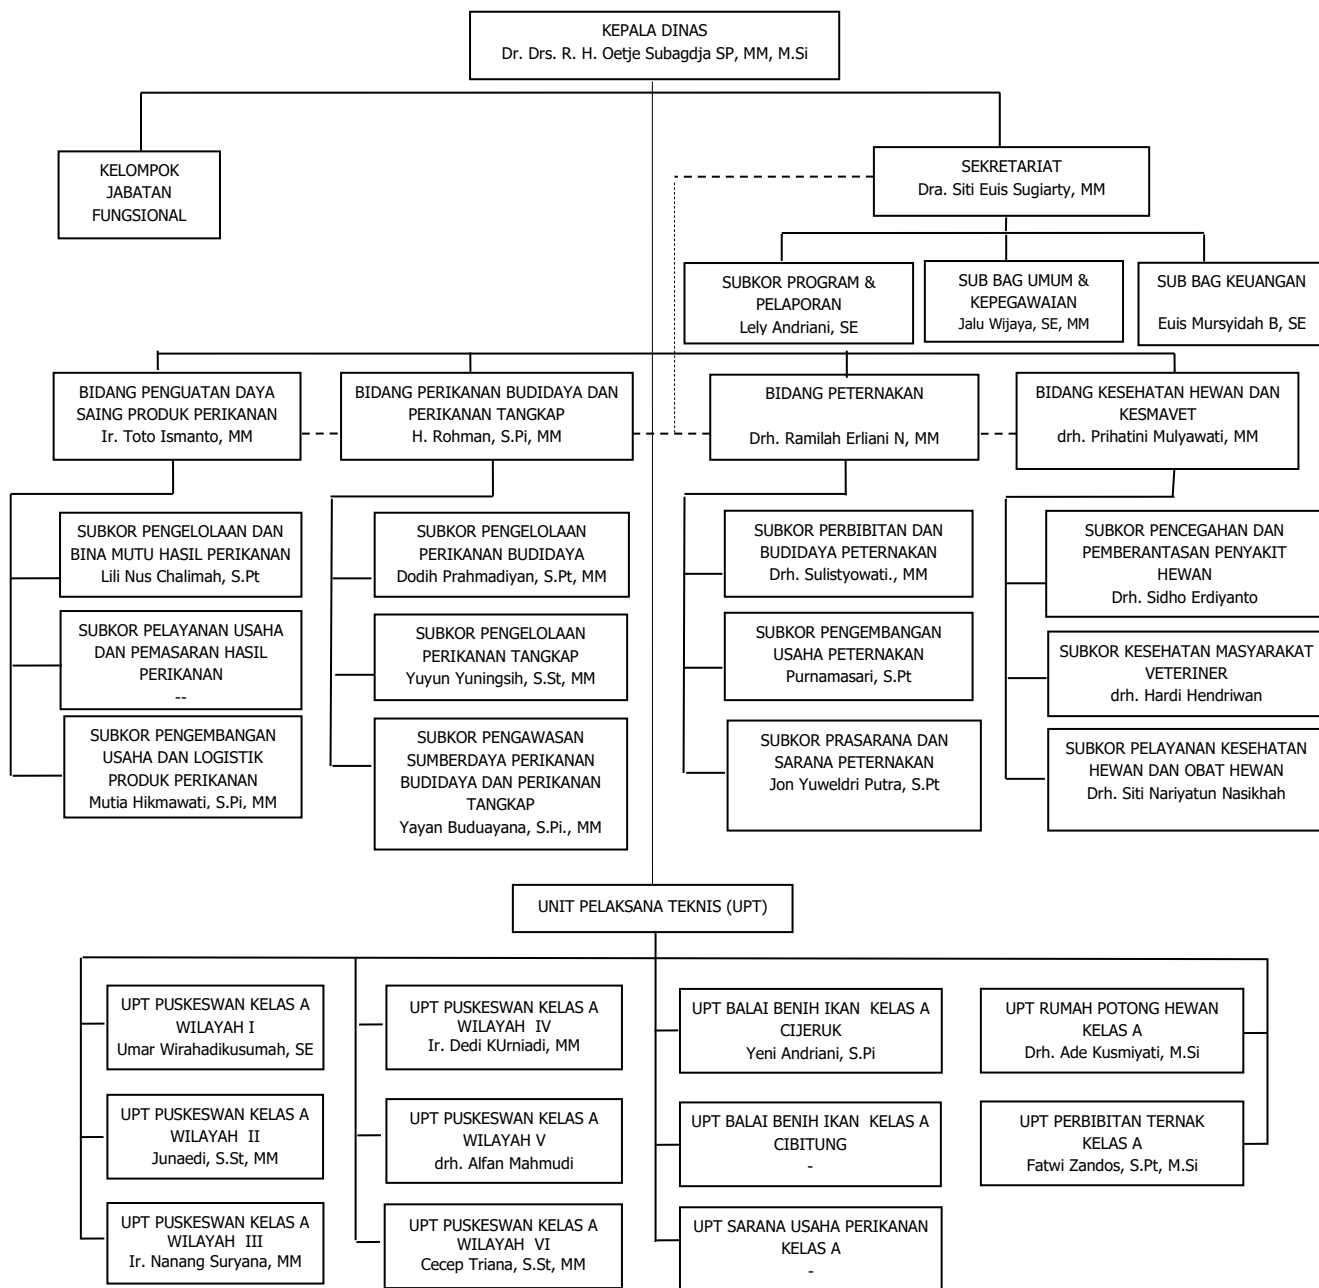 KEPALA DINAS
Dr. Drs. R. H. Oetje Subagdja SP, MM, M.Si
KELOMPOK
JABATAN
FUNGSIONAL
SEKRETARIAT
Dra. Siti Euis Sugiarty, MM
SUBKOR PROGRAM &
PELAPORAN
Lely Andriani, SE
SUB BAG UMUM &
KEPEGAWAIAN
Jalu Wijaya, SE, MM
SUB BAG KEUANGAN
Euis Mursyidah B, SE
BIDANG PENGUATAN DAYA
SAING PRODUK PERIKANAN
Ir. Toto Ismanto, MM
BIDANG PERIKANAN BUDIDAYA DAN
PERIKANAN TANGKAP
H. Rohman, S.Pi, MM
BIDANG PETERNAKAN
Drh. Ramilah Erliani N, MM
BIDANG KESEHATAN HEWAN DAN
KESMAVET
drh. Prihatini Mulyawati, MM
SUBKOR PENGELOLAAN DAN
BINA MUTU HASIL PERIKANAN
Lili Nus Chalimah, S.Pt
SUBKOR PELAYANAN USAHA
DAN PEMASARAN HASIL
PERIKANAN
--
SUBKOR PENGEMBANGAN
USAHA DAN LOGISTIK
PRODUK PERIKANAN
Mutia Hikmawati, S.Pi, MM
SUBKOR PENGELOLAAN
PERIKANAN BUDIDAYA
Dodih Prahmadiyan, S.Pt, MM
SUBKOR PENGELOLAAN
PERIKANAN TANGKAP
Yuyun Yuningsih, S.St, MM
SUBKOR PENGAWASAN
SUMBERDAYA PERIKANAN
BUDIDAYA DAN PERIKANAN
TANGKAP
Yayan Buduayana, S.Pi., MM
SUBKOR PERBIBITAN DAN
BUDIDAYA PETERNAKAN
Drh. Sulistyowati., MM
SUBKOR PENGEMBANGAN
USAHA PETERNAKAN
Purnamasari, S.Pt
SUBKOR PRASARANA DAN
SARANA PETERNAKAN
Jon Yuweldri Putra, S.Pt
SUBKOR PENCEGAHAN DAN
PEMBERANTASAN PENYAKIT
HEWAN
Drh. Sidho Erdiyanto
SUBKOR KESEHATAN MASYARAKAT
VETERINER
drh. Hardi Hendriwan
SUBKOR PELAYANAN KESEHATAN
HEWAN DAN OBAT HEWAN
Drh. Siti Nariyatun Nasikhah
UNIT PELAKSANA TEKNIS (UPT)
UPT PUSKESWAN KELAS A
WILAYAH I
Umar Wirahadikusumah, SE
UPT PUSKESWAN KELAS A
WILAYAH II
Junaedi, S.St, MM
UPT PUSKESWAN KELAS A
WILAYAH III
Ir. Nanang Suryana, MM
UPT PUSKESWAN KELAS A
WILAYAH IV
Ir. Dedi KUrniadi, MM
UPT PUSKESWAN KELAS A
WILAYAH V
drh. Alfan Mahmudi
UPT PUSKESWAN KELAS A
WILAYAH VI
Cecep Triana, S.St, MM
UPT BALAI BENIH IKAN KELAS A
CIJERUK
Yeni Andriani, S.Pi
UPT BALAI BENIH IKAN KELAS A
CIBITUNG
-
UPT SARANA USAHA PERIKANAN
KELAS A
-
UPT RUMAH POTONG HEWAN
KELAS A
Drh. Ade Kusmiyati, M.Si
UPT PERBIBITAN TERNAK
KELAS A
Fatwi Zandos, S.Pt, M.Si